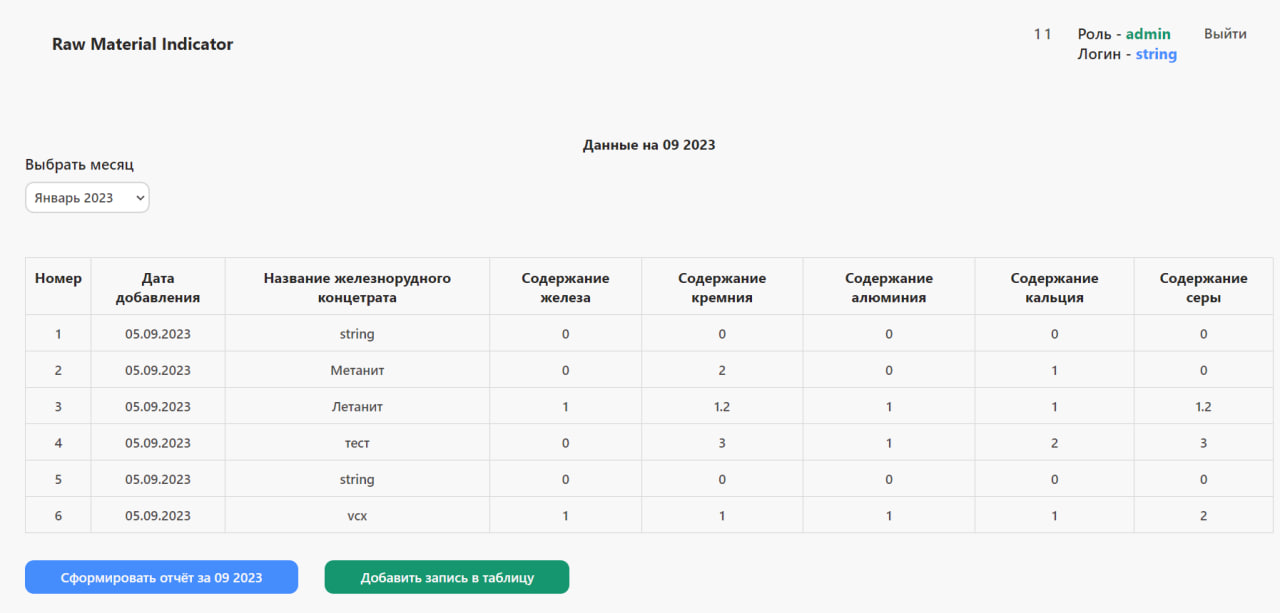 Raw Material Indicator
1 1
Роль - admin
Логин - string
Выйти
Данные на 09 2023
Выбрать месяц
Январь 2023
Номер Дата добавления Название железнорудного концетрата Содержание железа Содержание кремния Содержание алюминия Содержание кальция Содержание серы
1 05.09.2023 string 0 0 0 0 0
2 05.09.2023 Метанит 0 2 0 1 0
3 05.09.2023 Летанит 1 1.2 1 1 1.2
4 05.09.2023 тест 0 3 1 2 3
5 05.09.2023 string 0 0 0 0 0
6 05.09.2023 vcx 1 1 1 1 2
Сформировать отчёт за 09 2023
Добавить запись в таблицу